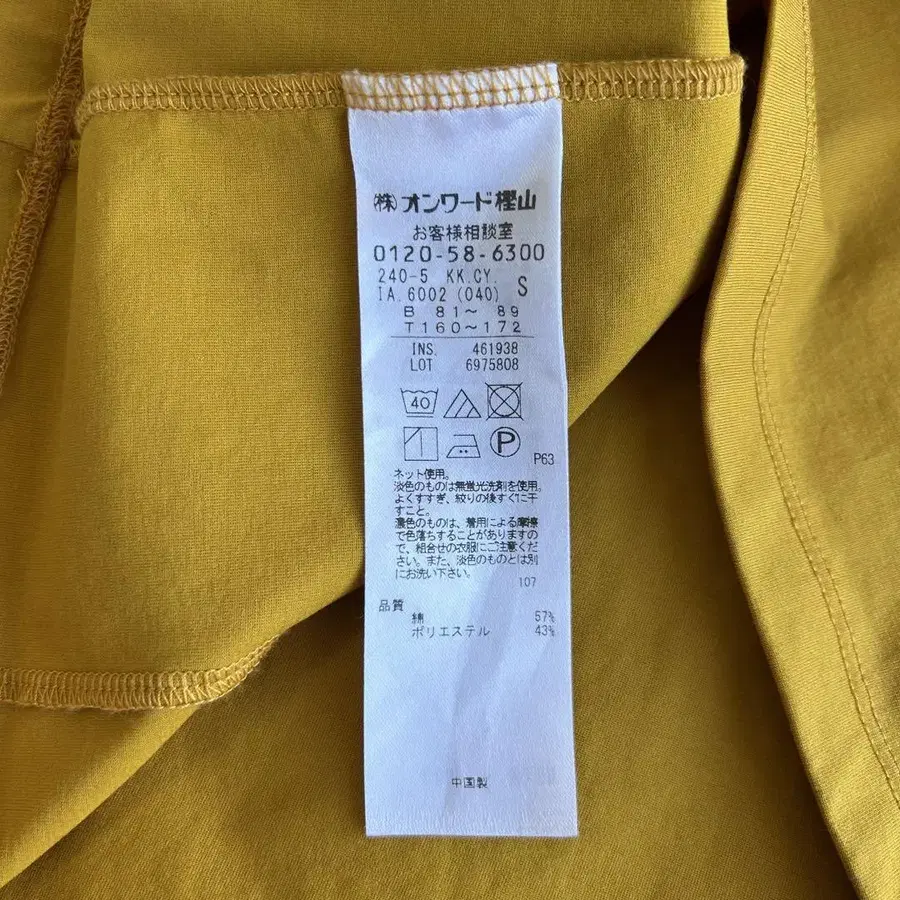 ㈱オンワード樫山
お客様相談室
0120-58-6300
240-5 KK.CY.
IA.6002 (040) S
B 81～ 89
T160～172
INS. 461938
LOT 6975808
40
P
P63
ネット使用。
淡色のものは無蛍光洗剤を使用。
よくすすぎ、絞りの後すぐに干
すこと。
濃色のものは、着用による摩擦
で色落ちすることがありますの
で、組合せの衣服にご注意くだ
さい。また、淡色のものとは別
にお洗い下さい。
107
品質
綿 57%
ポリエステル 43%
中国製